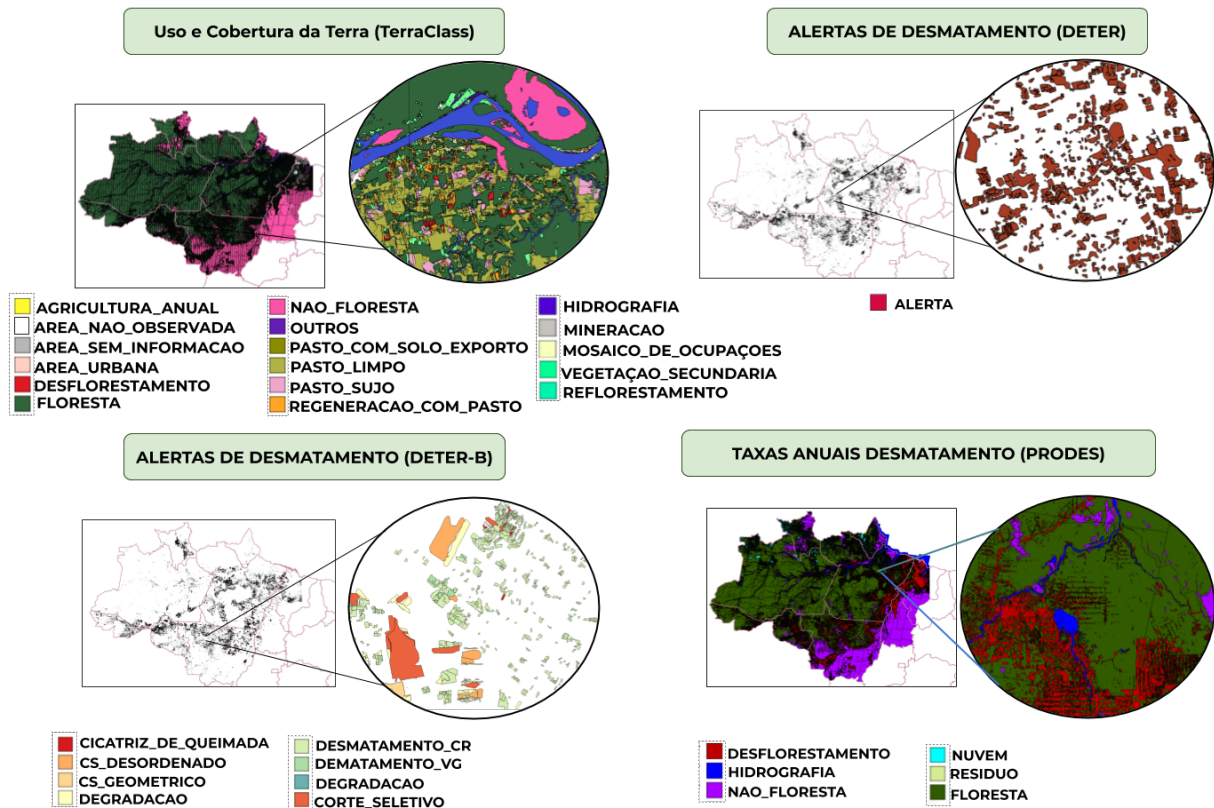 Uso e Cobertura da Terra (TerraClass)
ALERTAS DE DESMATAMENTO (DETER)
AGRICULTURA_ANUAL
AREA_NAO_OBSERVADA
AREA_SEM_INFORMACAO
AREA_URBANA
DESFLORESTAMENTO
FLORESTA
NAO_FLORESTA
OUTROS
PASTO_COM_SOLO_EXPORTO
PASTO_LIMPO
PASTO_SUJO
REGENERACAO_COM_PASTO
HIDROGRAFIA
MINERACAO
MOSAICO_DE_OCUPAÇOES
VEGETAÇAO_SECUNDARIA
REFLORESTAMENTO
ALERTA
ALERTAS DE DESMATAMENTO (DETER-B)
TAXAS ANUAIS DESMATAMENTO (PRODES)
CICATRIZ_DE_QUEIMADA
CS_DESORDENADO
CS_GEOMETRICO
DEGRADACAO
DESMATAMENTO_CR
DEMATAMENTO_VG
DEGRADACAO
CORTE_SELETIVO
DESFLORESTAMENTO
HIDROGRAFIA
NAO_FLORESTA
NUVEM
RESIDUO
FLORESTA